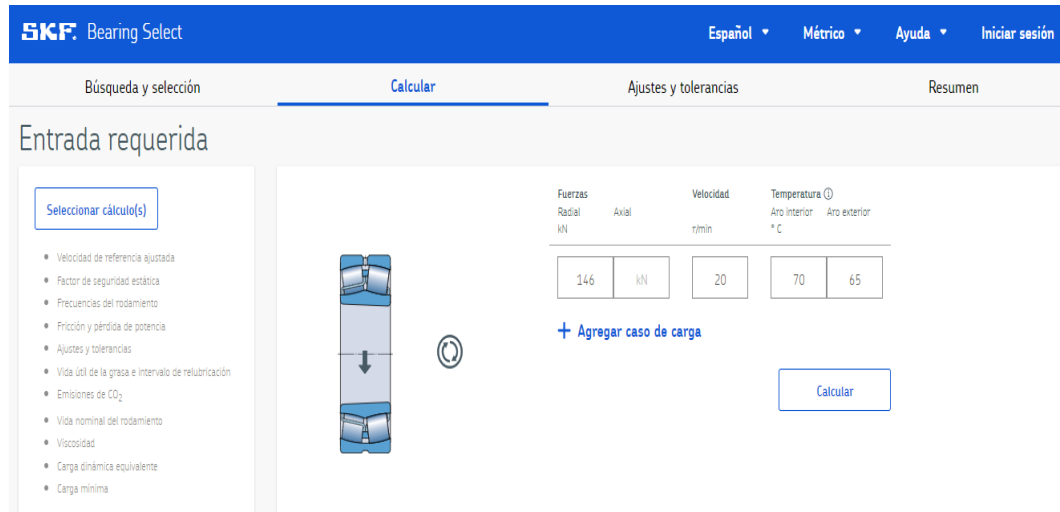 SKF. Bearing Select
Español Métrico Ayuda Iniciar sesión
Búsqueda y selección Calcular Ajustes y tolerancias Resumen
Entrada requerida
Seleccionar cálculo(s)
Velocidad de referencia ajustada
Factor de seguridad estática
Frecuencias del rodamiento
Fricción y pérdida de potencia
Ajustes y tolerancias
Vida útil de la grasa e intervalo de relubricación
Emisiones de CO₂
Vida nominal del rodamiento
Viscosidad
Carga dinámica equivalente
Carga mínima
Fuerzas Velocidad Temperatura
Radial Axial Aro interior Aro exterior
kN r/min ° C
146 kN 20 70 65
+ Agregar caso de carga
Calcular